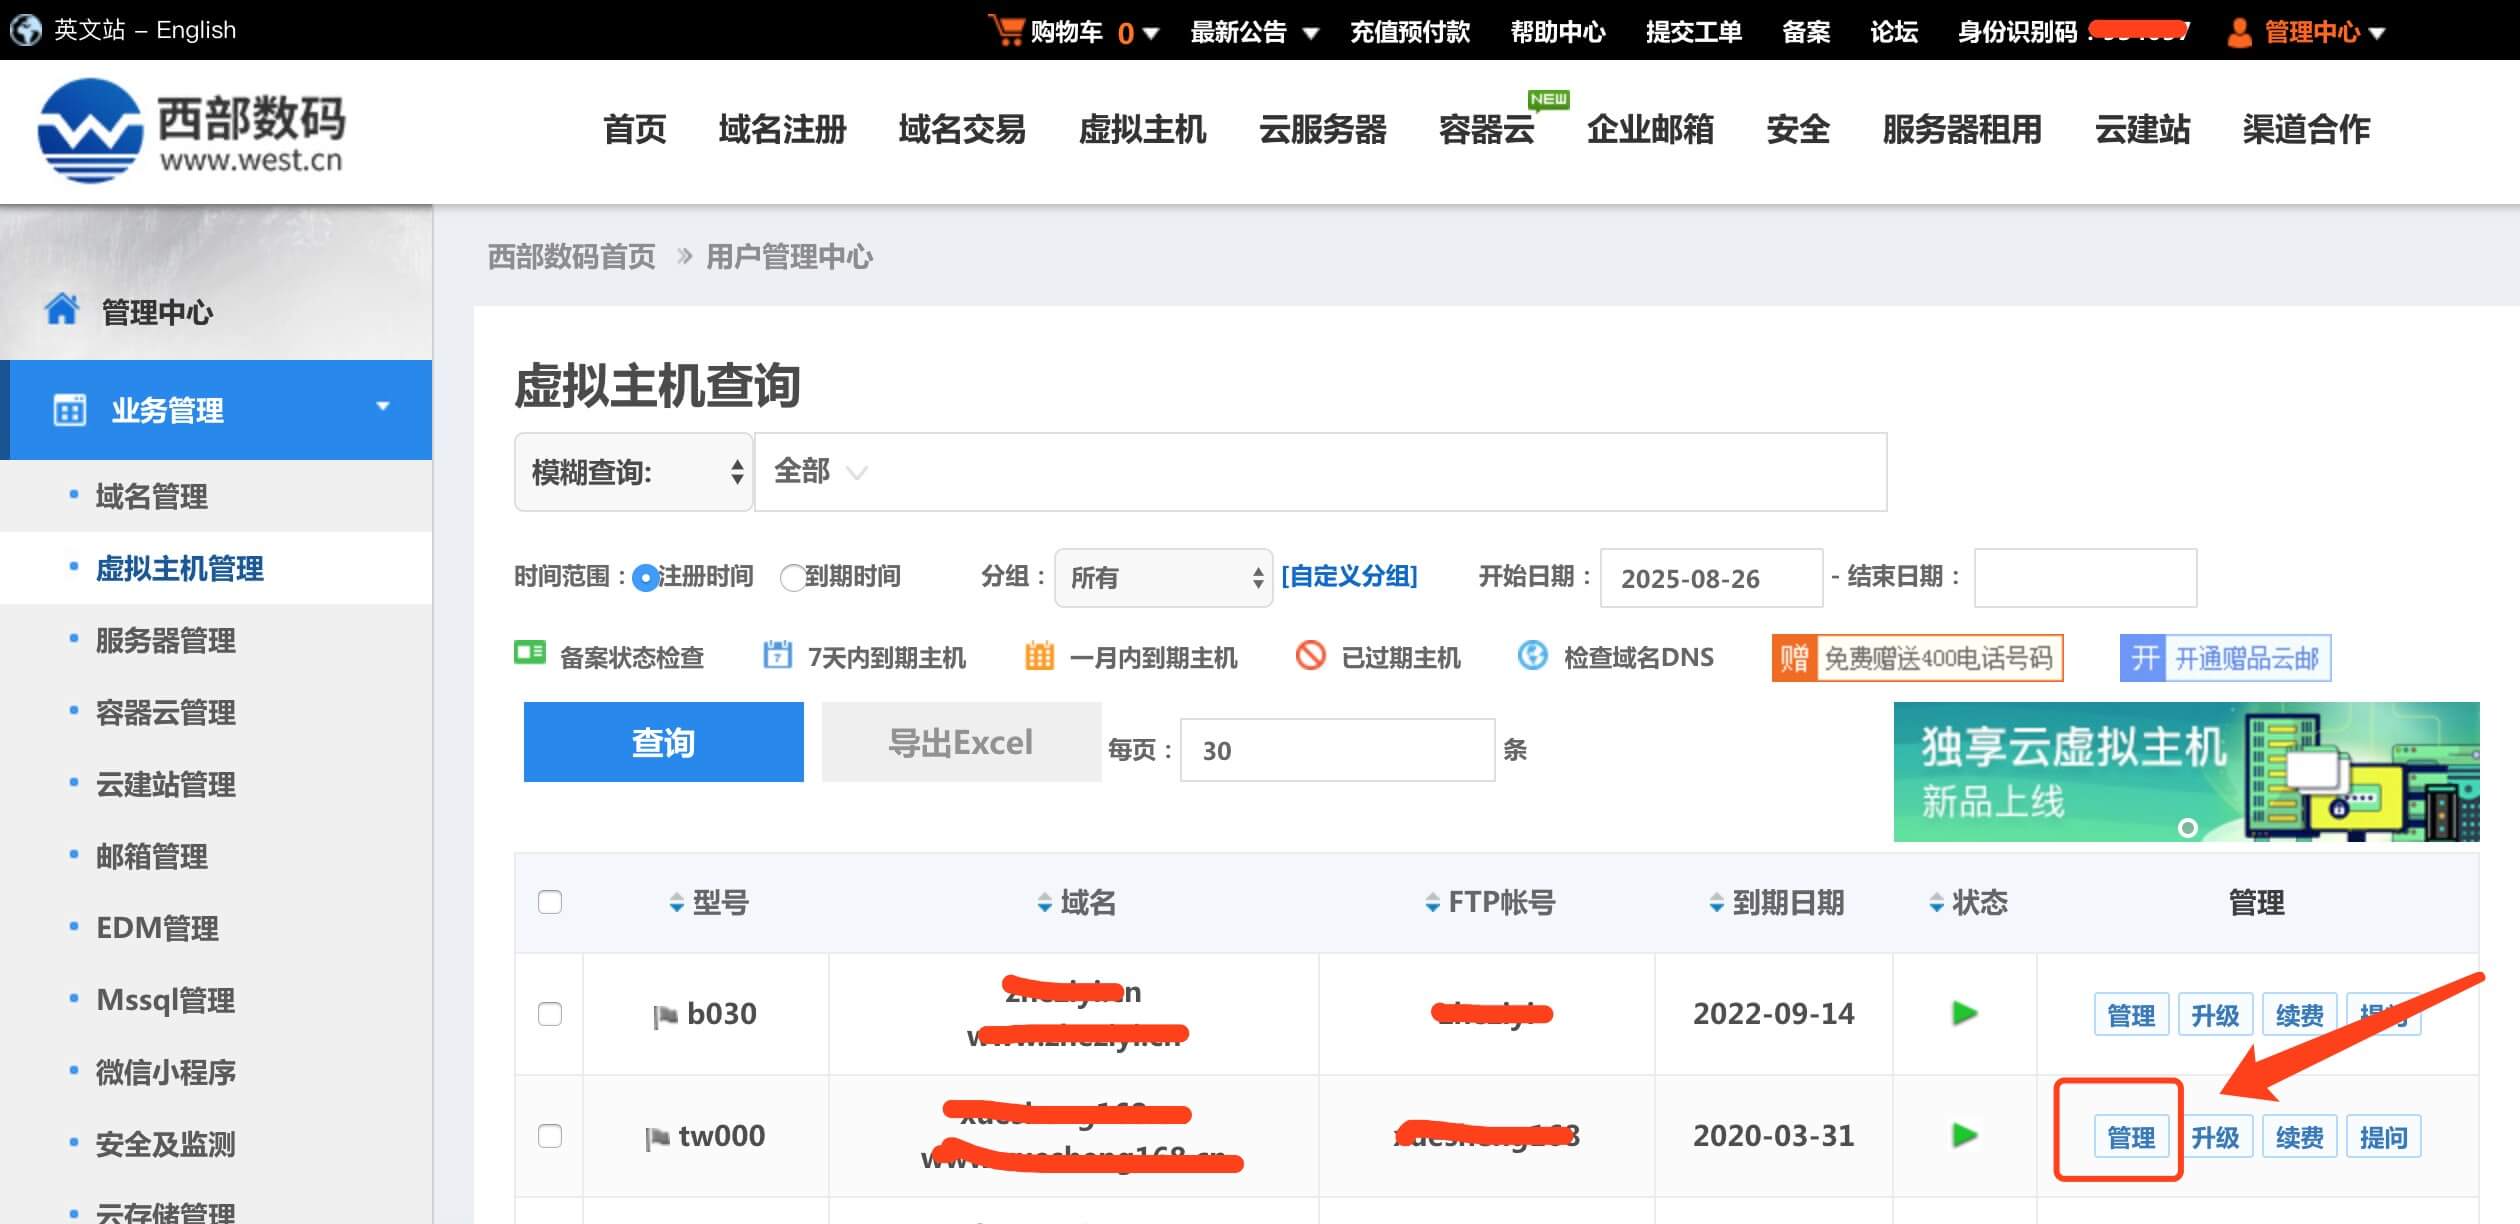 英文站 – English
购物车 0 最新公告 充值预付款 帮助中心 提交工单 备案 论坛 身份识别码: 管理中心
西部数码
www.west.cn
首页 域名注册 域名交易 虚拟主机 云服务器 容器云 NEW 企业邮箱 安全 服务器租用 云建站 渠道合作
西部数码首页 » 用户管理中心
管理中心
业务管理
域名管理
虚拟主机管理
服务器管理
容器云管理
云建站管理
邮箱管理
EDM管理
Mssql管理
微信小程序
安全及监测
云存储管理
虚拟主机查询
模糊查询: 全部
时间范围: 注册时间 到期时间 分组: 所有 [自定义分组] 开始日期: 2025-08-26 - 结束日期:
备案状态检查 7 7天内到期主机 一月内到期主机 已过期主机 检查域名DNS 赠 免费赠送400电话号码 开 开通赠品云邮
查询 导出Excel 每页: 30 条
独享云虚拟主机
新品上线
型号 域名 FTP帐号 到期日期 状态 管理
b030 2022-09-14 管理 升级 续费
tw000 2020-03-31 管理 升级 续费 提问